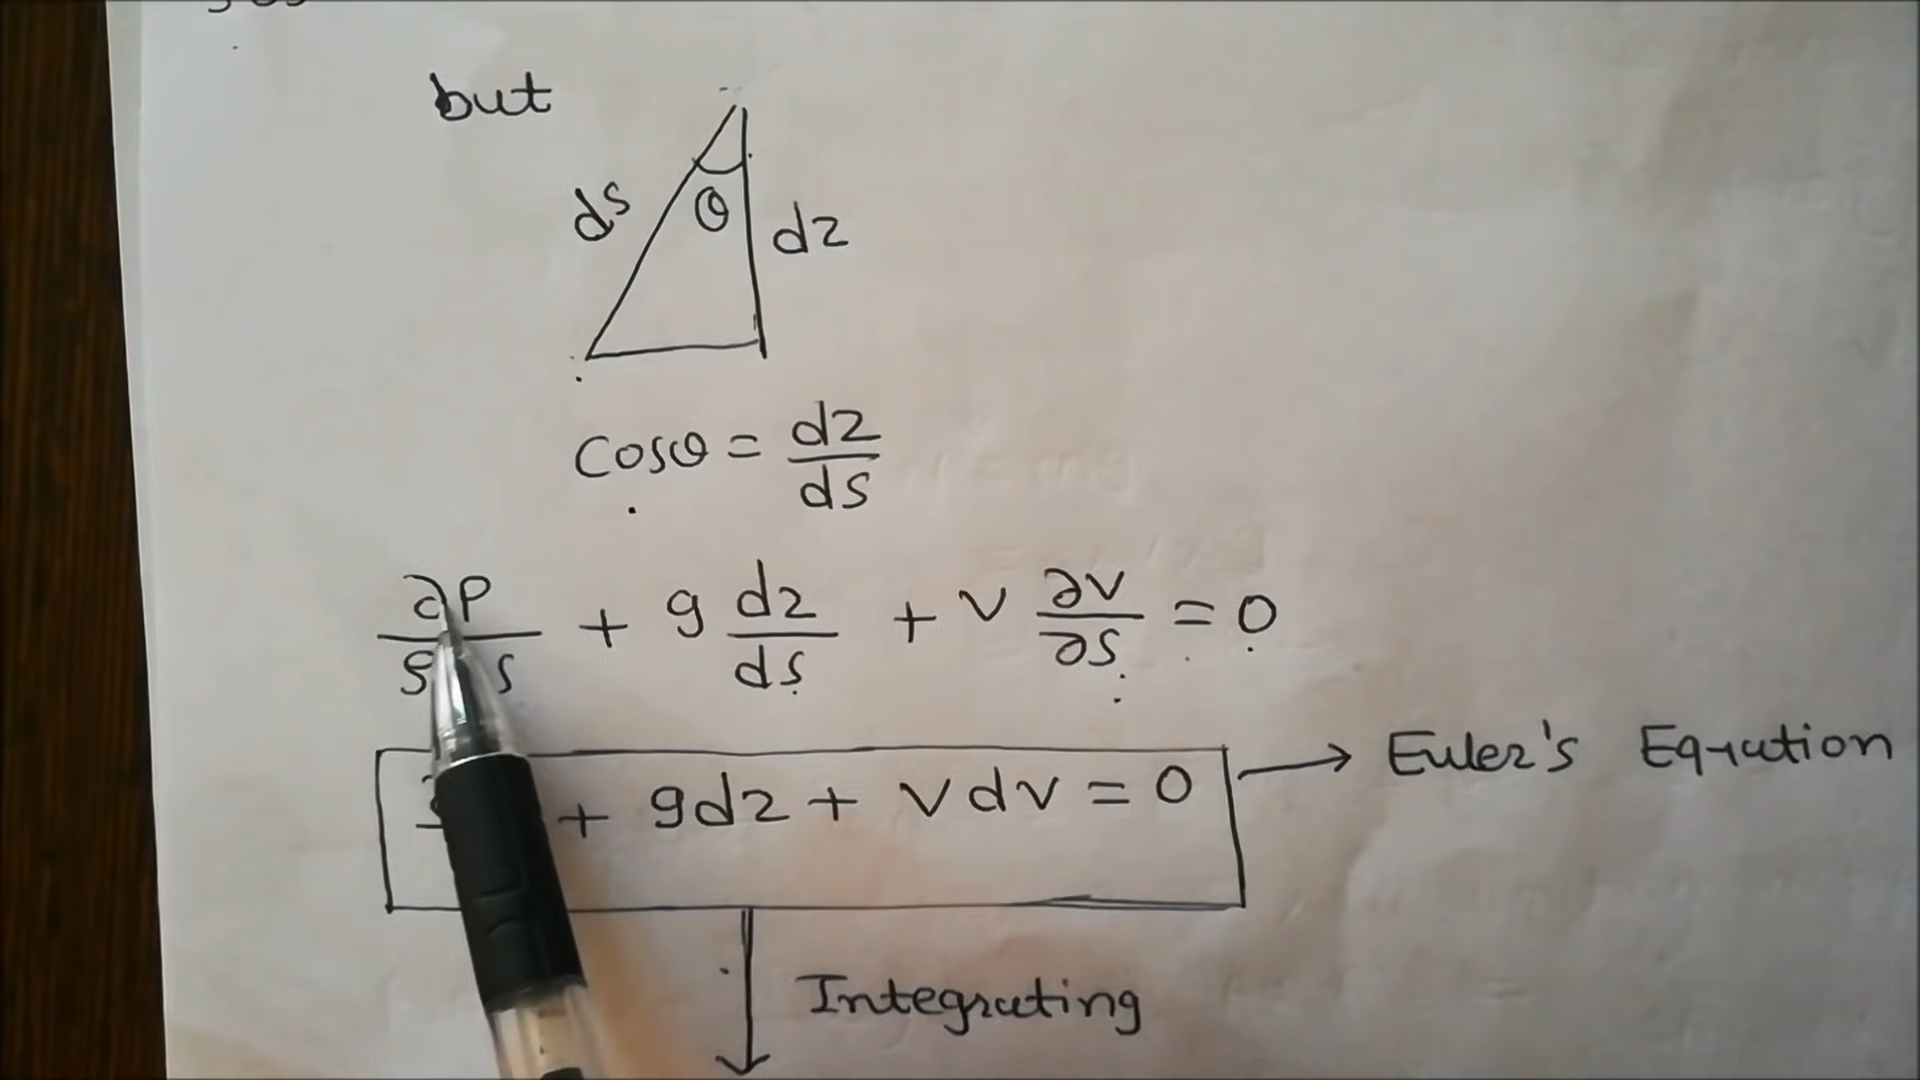 but
ds θ dz
Cosθ = dz/ds
∂P/ρ s + g dz/ds + v ∂v/∂s = 0
+ gdz + vdv = 0 → Euler's Equation
Integrating